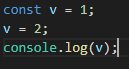 const v = 1;
v = 2;
console.log(v);